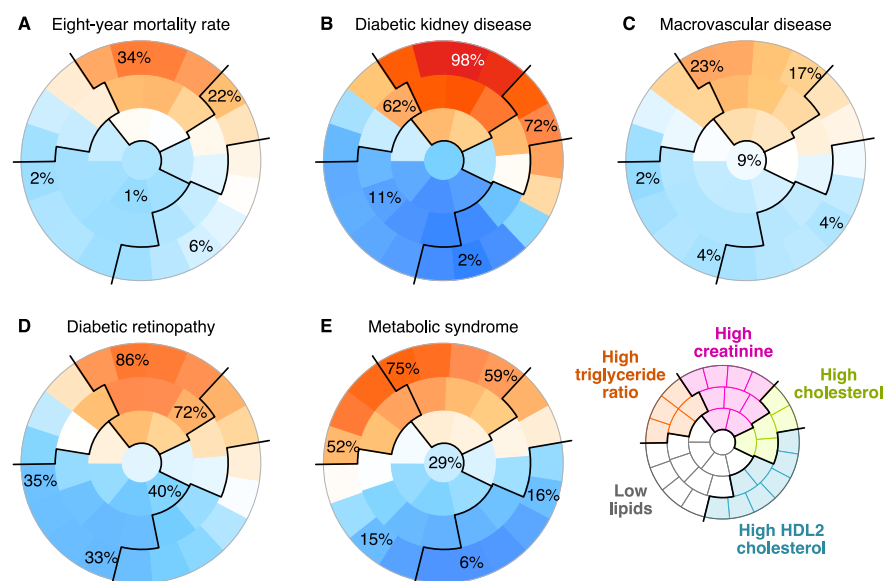 A Eight-year mortality rate
34%
22%
2%
1%
6%
B Diabetic kidney disease
98%
62%
72%
11%
2%
C Macrovascular disease
23%
17%
9%
2%
4%
4%
D Diabetic retinopathy
86%
72%
35%
40%
33%
E Metabolic syndrome
75%
59%
52%
29%
16%
15%
6%
High
creatinine
High
triglyceride
ratio
High
cholesterol
Low
lipids
High HDL2
cholesterol